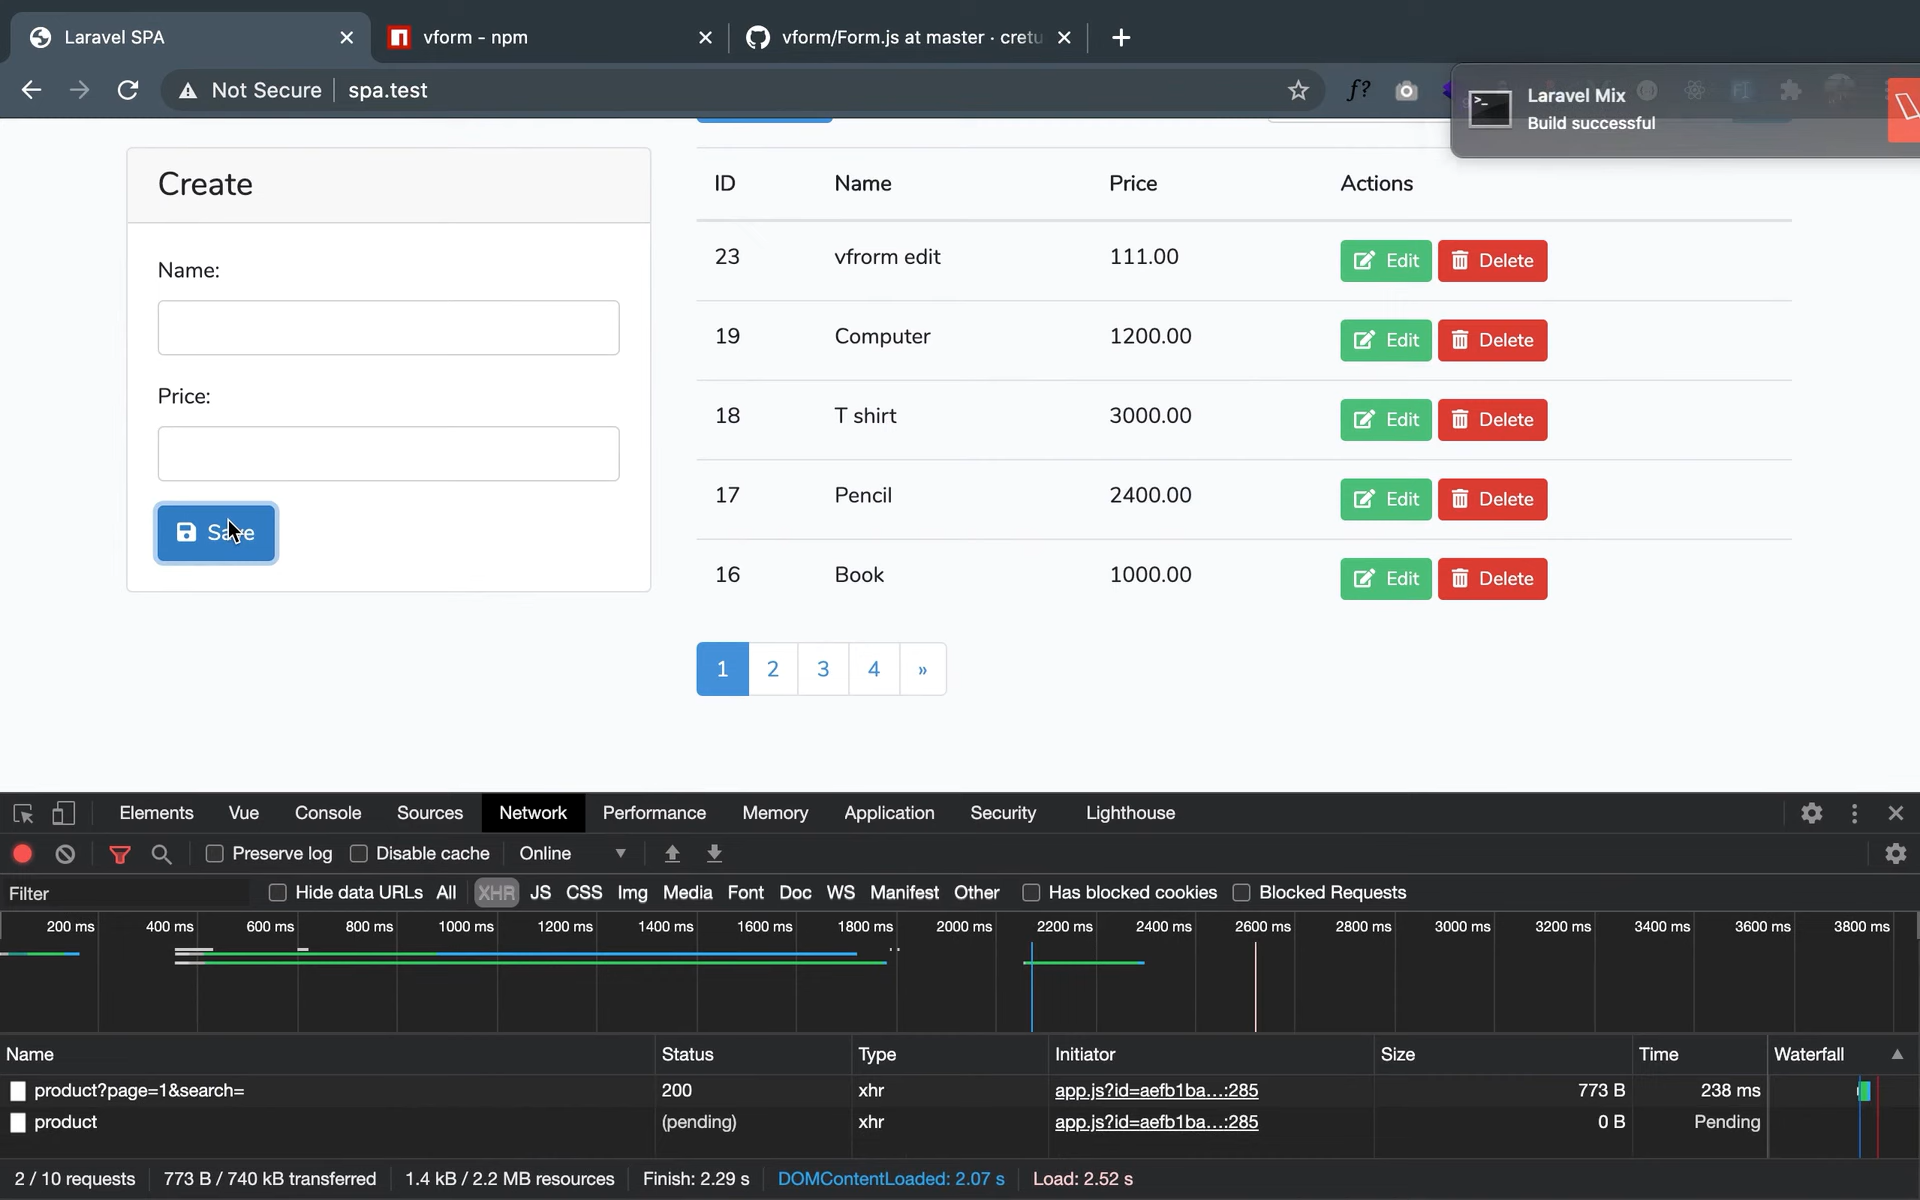 Laravel SPA
vform - npm
vform/Form.js at master · cretu
Not Secure
spa.test
f?
Laravel Mix
Build successful
Create
Name:
Price:
Save
ID Name Price Actions
23 vfrorm edit 111.00 Edit Delete
19 Computer 1200.00 Edit Delete
18 T shirt 3000.00 Edit Delete
17 Pencil 2400.00 Edit Delete
16 Book 1000.00 Edit Delete
1 2 3 4 »
Elements Vue Console Sources Network Performance Memory Application Security Lighthouse
Preserve log Disable cache Online
Filter Hide data URLs All XHR JS CSS Img Media Font Doc WS Manifest Other Has blocked cookies Blocked Requests
200 ms 400 ms 600 ms 800 ms 1000 ms 1200 ms 1400 ms 1600 ms 1800 ms 2000 ms 2200 ms 2400 ms 2600 ms 2800 ms 3000 ms 3200 ms 3400 ms 3600 ms 3800 ms
Name Status Type Initiator Size Time Waterfall
product?page=1&search= 200 xhr app.js?id=aefb1ba...:285 773 B 238 ms
product (pending) xhr app.js?id=aefb1ba...:285 0 B Pending
2 / 10 requests 773 B / 740 kB transferred 1.4 kB / 2.2 MB resources Finish: 2.29 s DOMContentLoaded: 2.07 s Load: 2.52 s